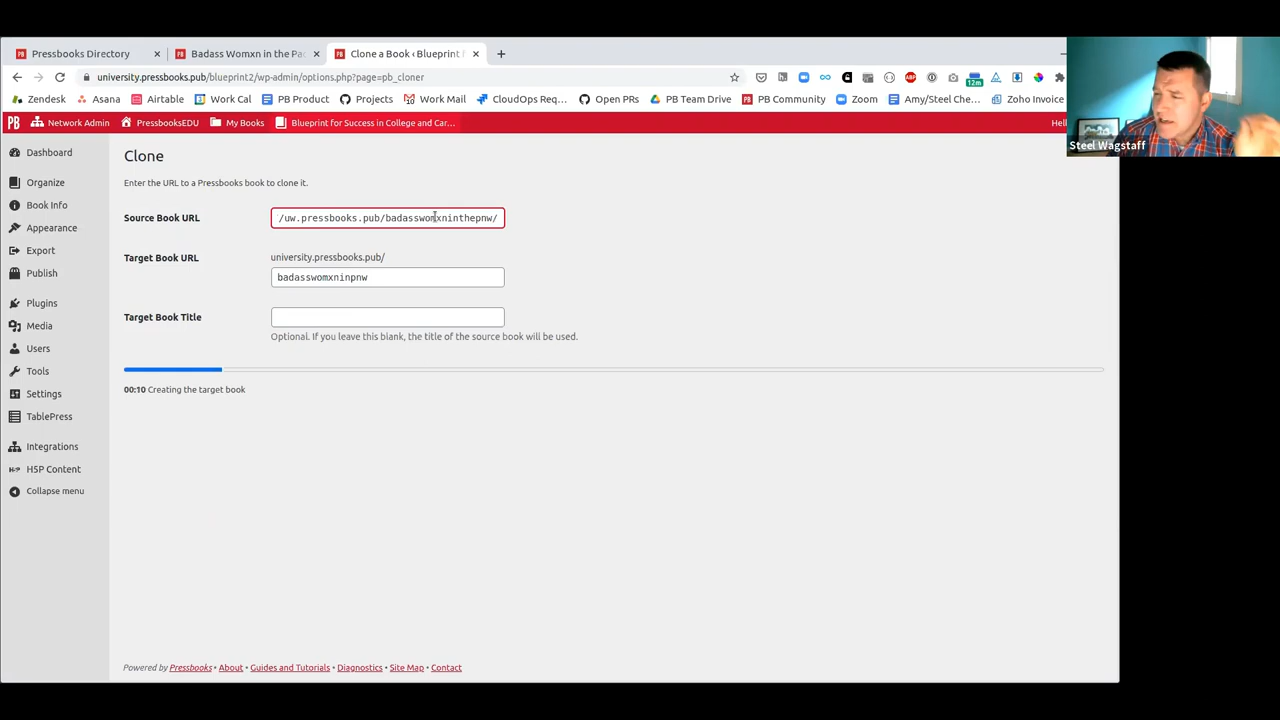 Pressbooks Directory
Badass Womxn in the Pac
Clone a Book ‹ Blueprint
university.pressbooks.pub/blueprint2/wp-admin/options.php?page=pb_cloner
12m
Zendesk
Asana
Airtable
Work Cal
PB Product
Projects
Work Mail
CloudOps Req...
Open PRs
PB Team Drive
PB Community
Zoom
Amy/Steel Che...
Zoho Invoice
PB
Network Admin
PressbooksEDU
My Books
Blueprint for Success in College and Car...
Hell
Steel Wagstaff
Dashboard
Organize
Book Info
Appearance
Export
Publish
Plugins
Media
Users
Tools
Settings
TablePress
Integrations
H5P Content
Collapse menu
Clone
Enter the URL to a Pressbooks book to clone it.
Source Book URL
/uw.pressbooks.pub/badasswomxninthepnw/
Target Book URL
university.pressbooks.pub/
badasswomxninpnw
Target Book Title
Optional. If you leave this blank, the title of the source book will be used.
00:10 Creating the target book
Powered by Pressbooks • About • Guides and Tutorials • Diagnostics • Site Map • Contact